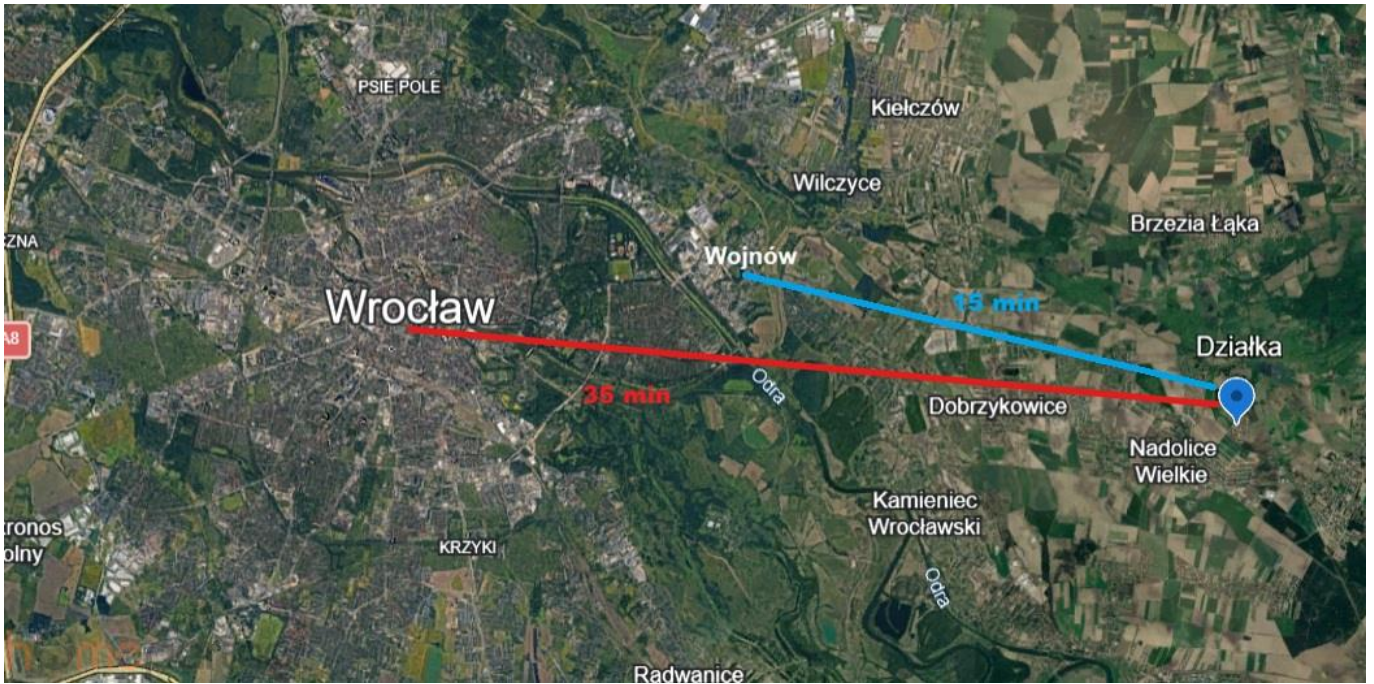 PSIE POLE
Kiełczów
Wilczyce
Brzezia Łąka
CZNA
Wojnów
Wrocław
15 min
A8
Działka
35 min
Odra
Dobrzykowice
Nadolice
Wielkie
Kamieniec
Wrocławski
KRZYKI
Odra
Radwanice